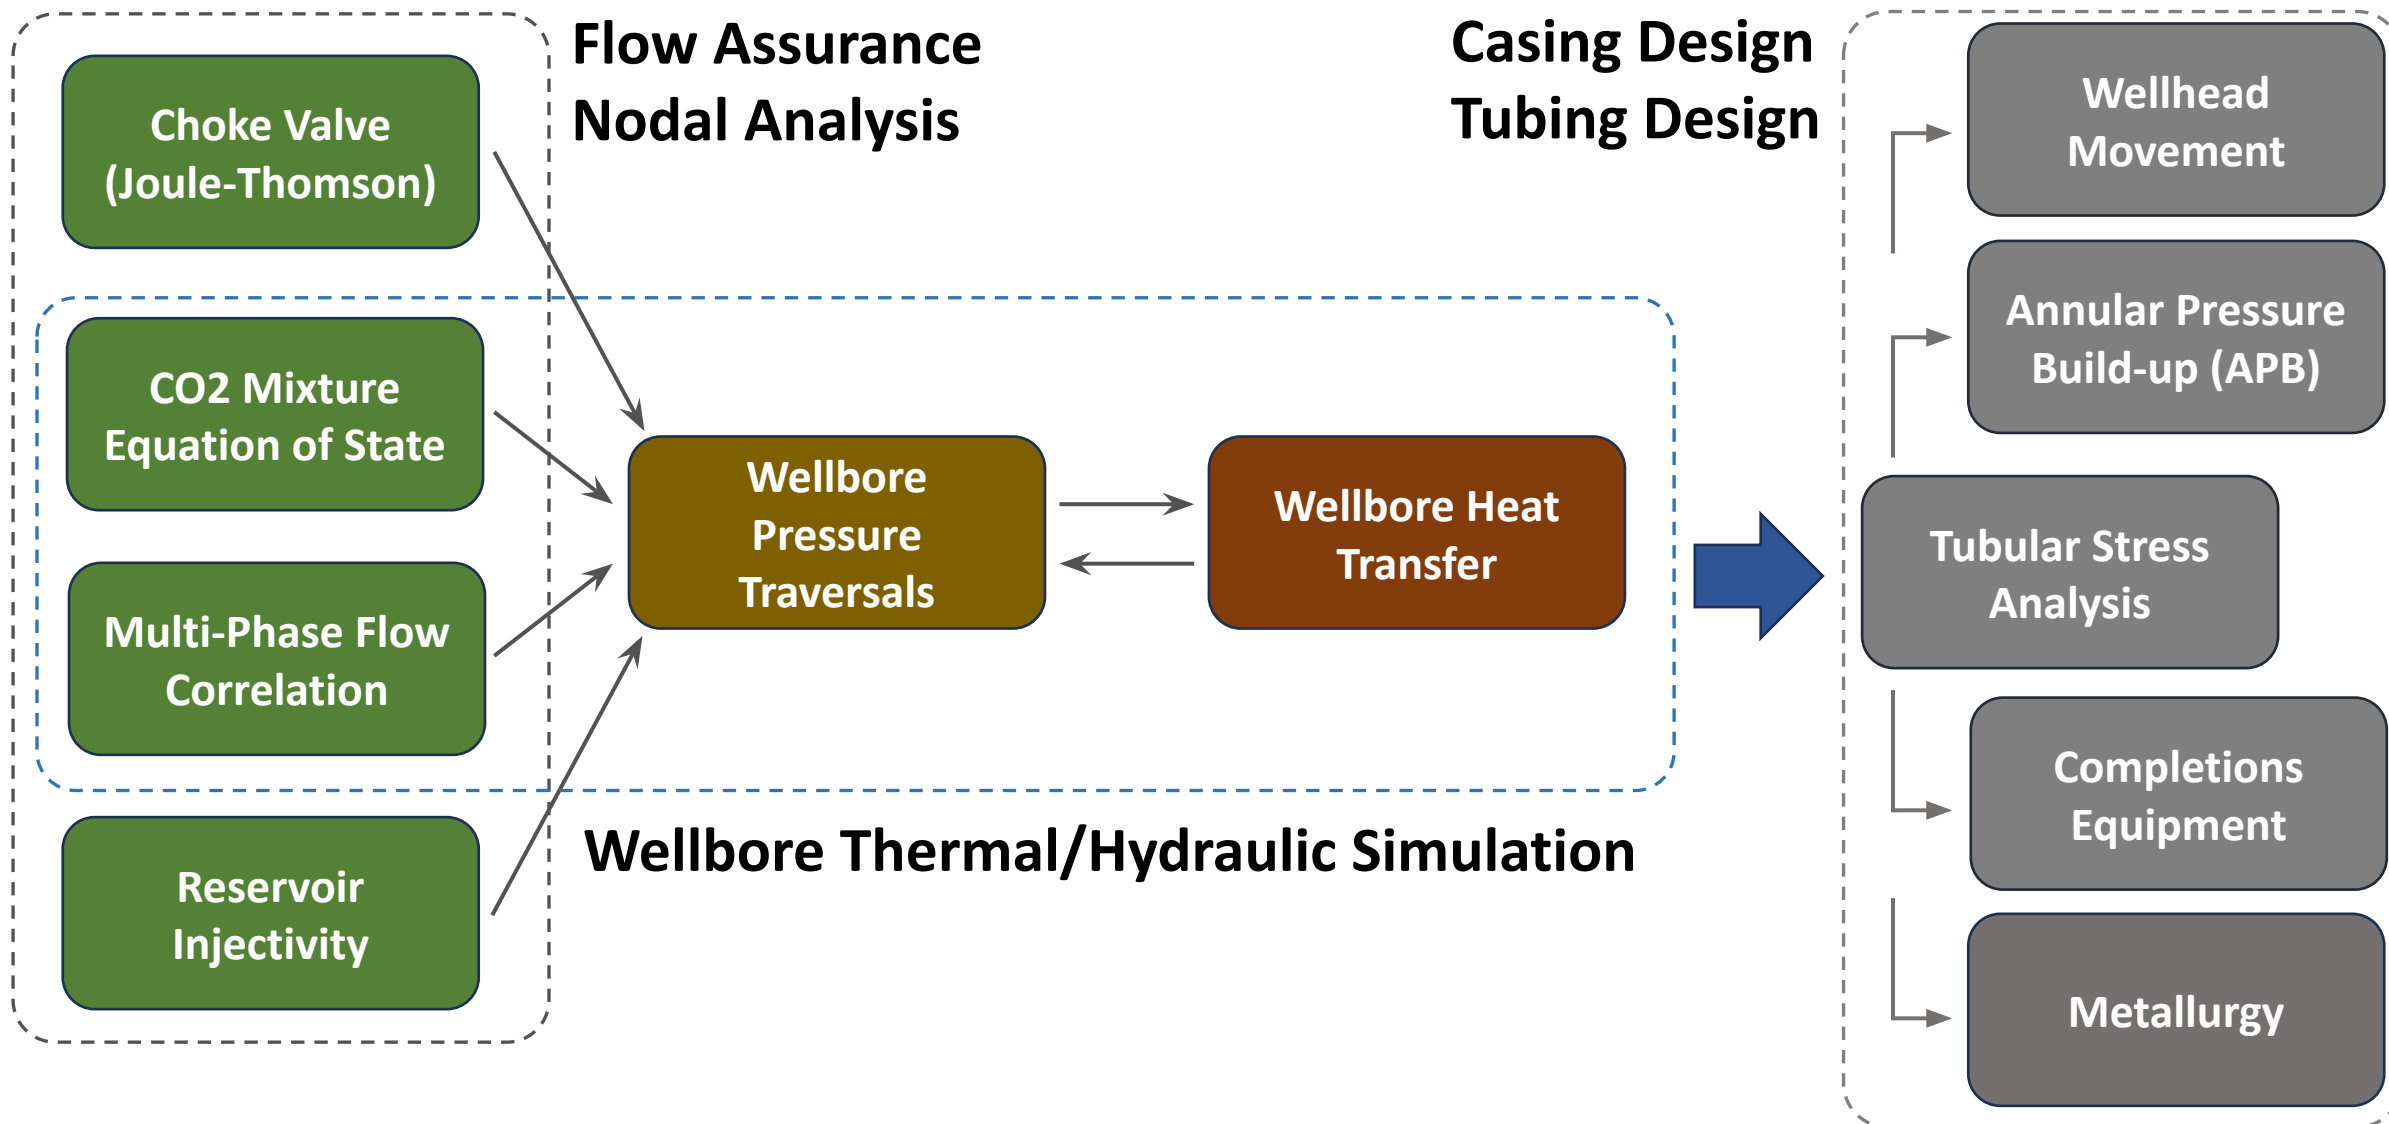 Flow Assurance
Nodal Analysis
Casing Design
Tubing Design
Choke Valve
(Joule-Thomson)
CO2 Mixture
Equation of State
Multi-Phase Flow
Correlation
Reservoir
Injectivity
Wellbore
Pressure
Traversals
Wellbore Heat
Transfer
Wellbore Thermal/Hydraulic Simulation
Wellhead
Movement
Annular Pressure
Build-up (APB)
Tubular Stress
Analysis
Completions
Equipment
Metallurgy